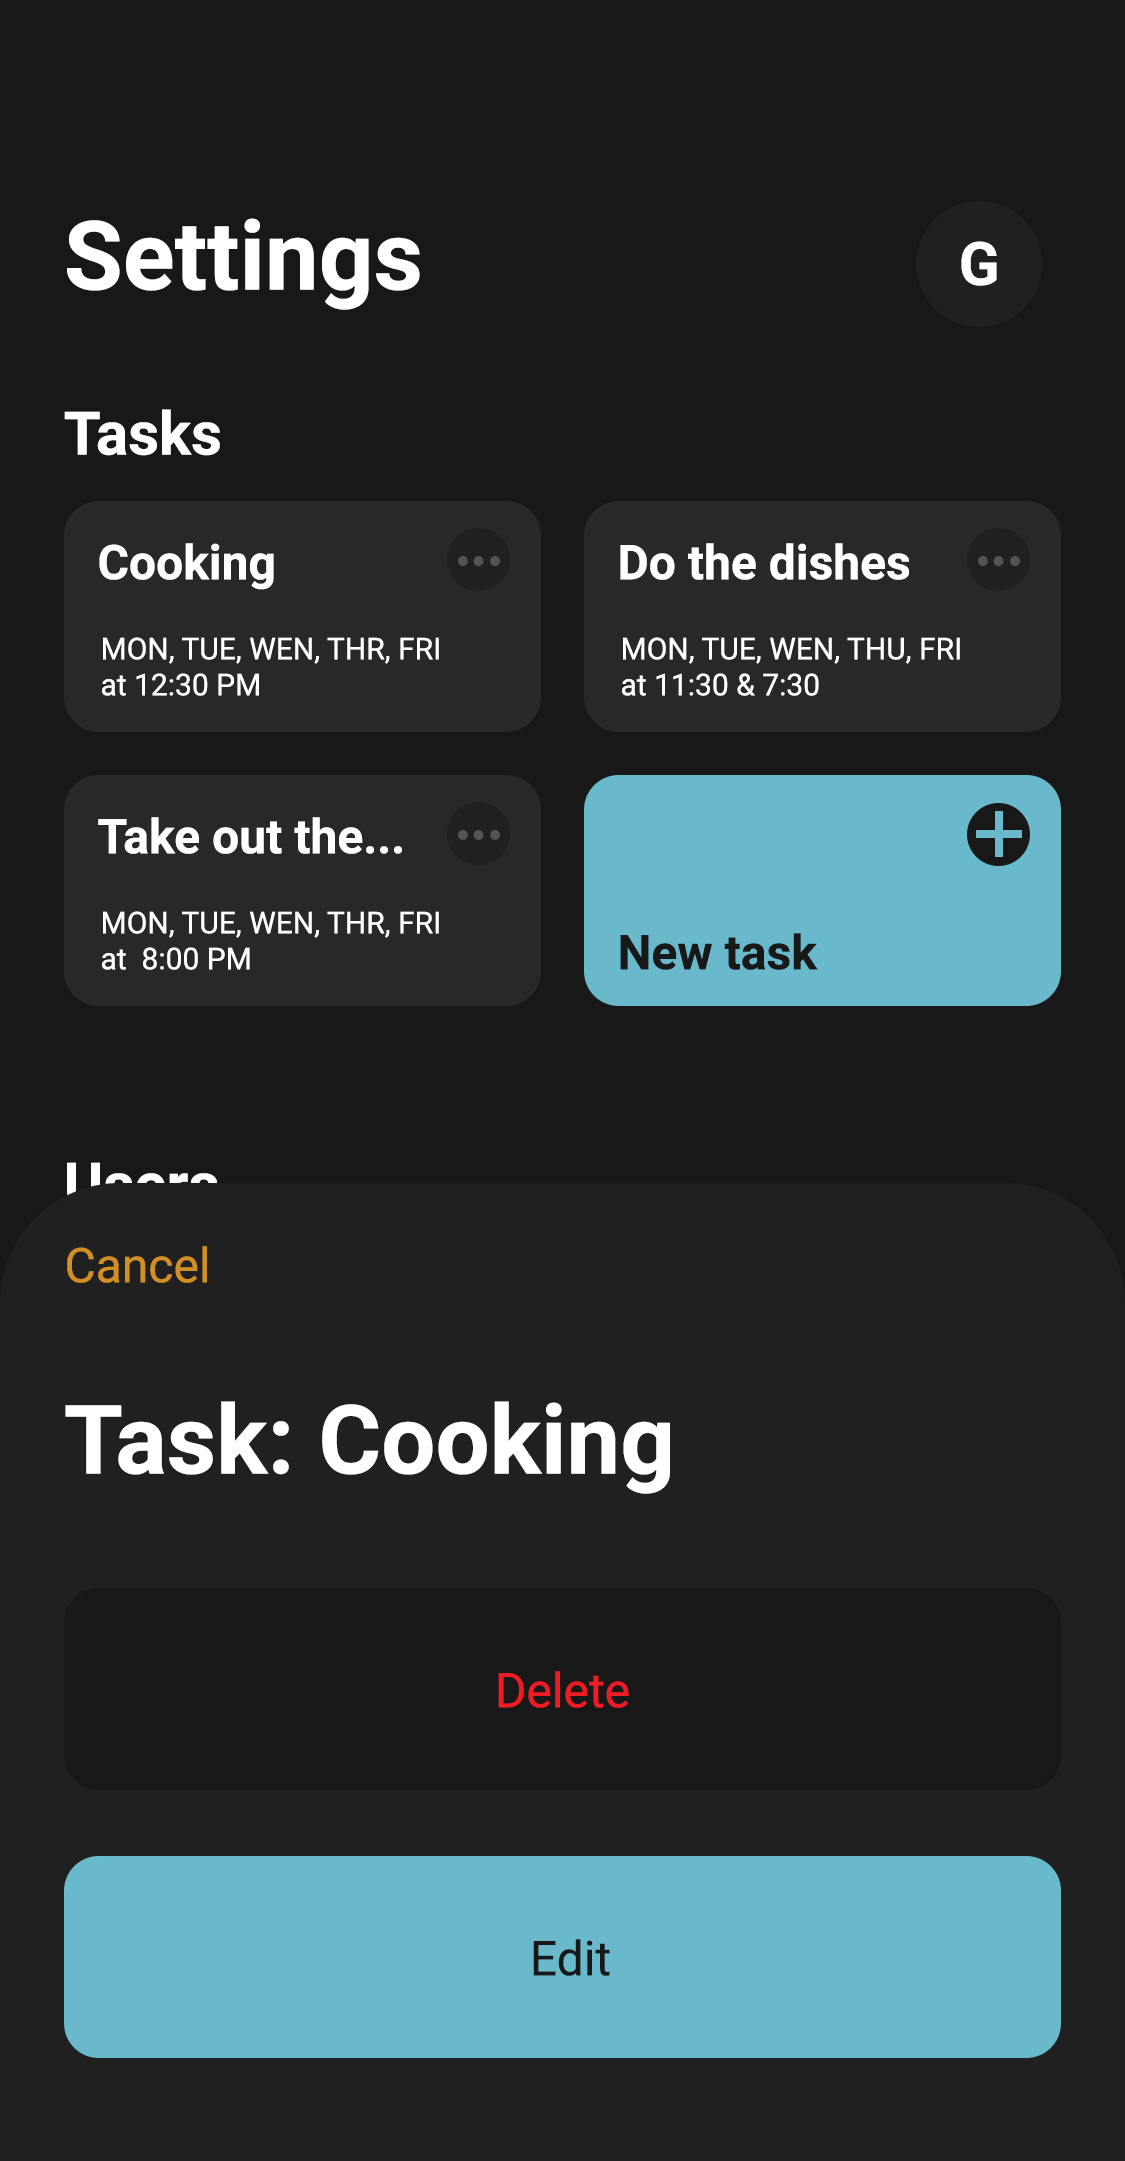 Settings
G
Tasks
Cooking
MON, TUE, WEN, THR, FRI
at 12:30 PM
Do the dishes
MON, TUE, WEN, THU, FRI
at 11:30 & 7:30
Take out the...
MON, TUE, WEN, THR, FRI
at 8:00 PM
New task
Users
Cancel
Task: Cooking
Delete
Edit